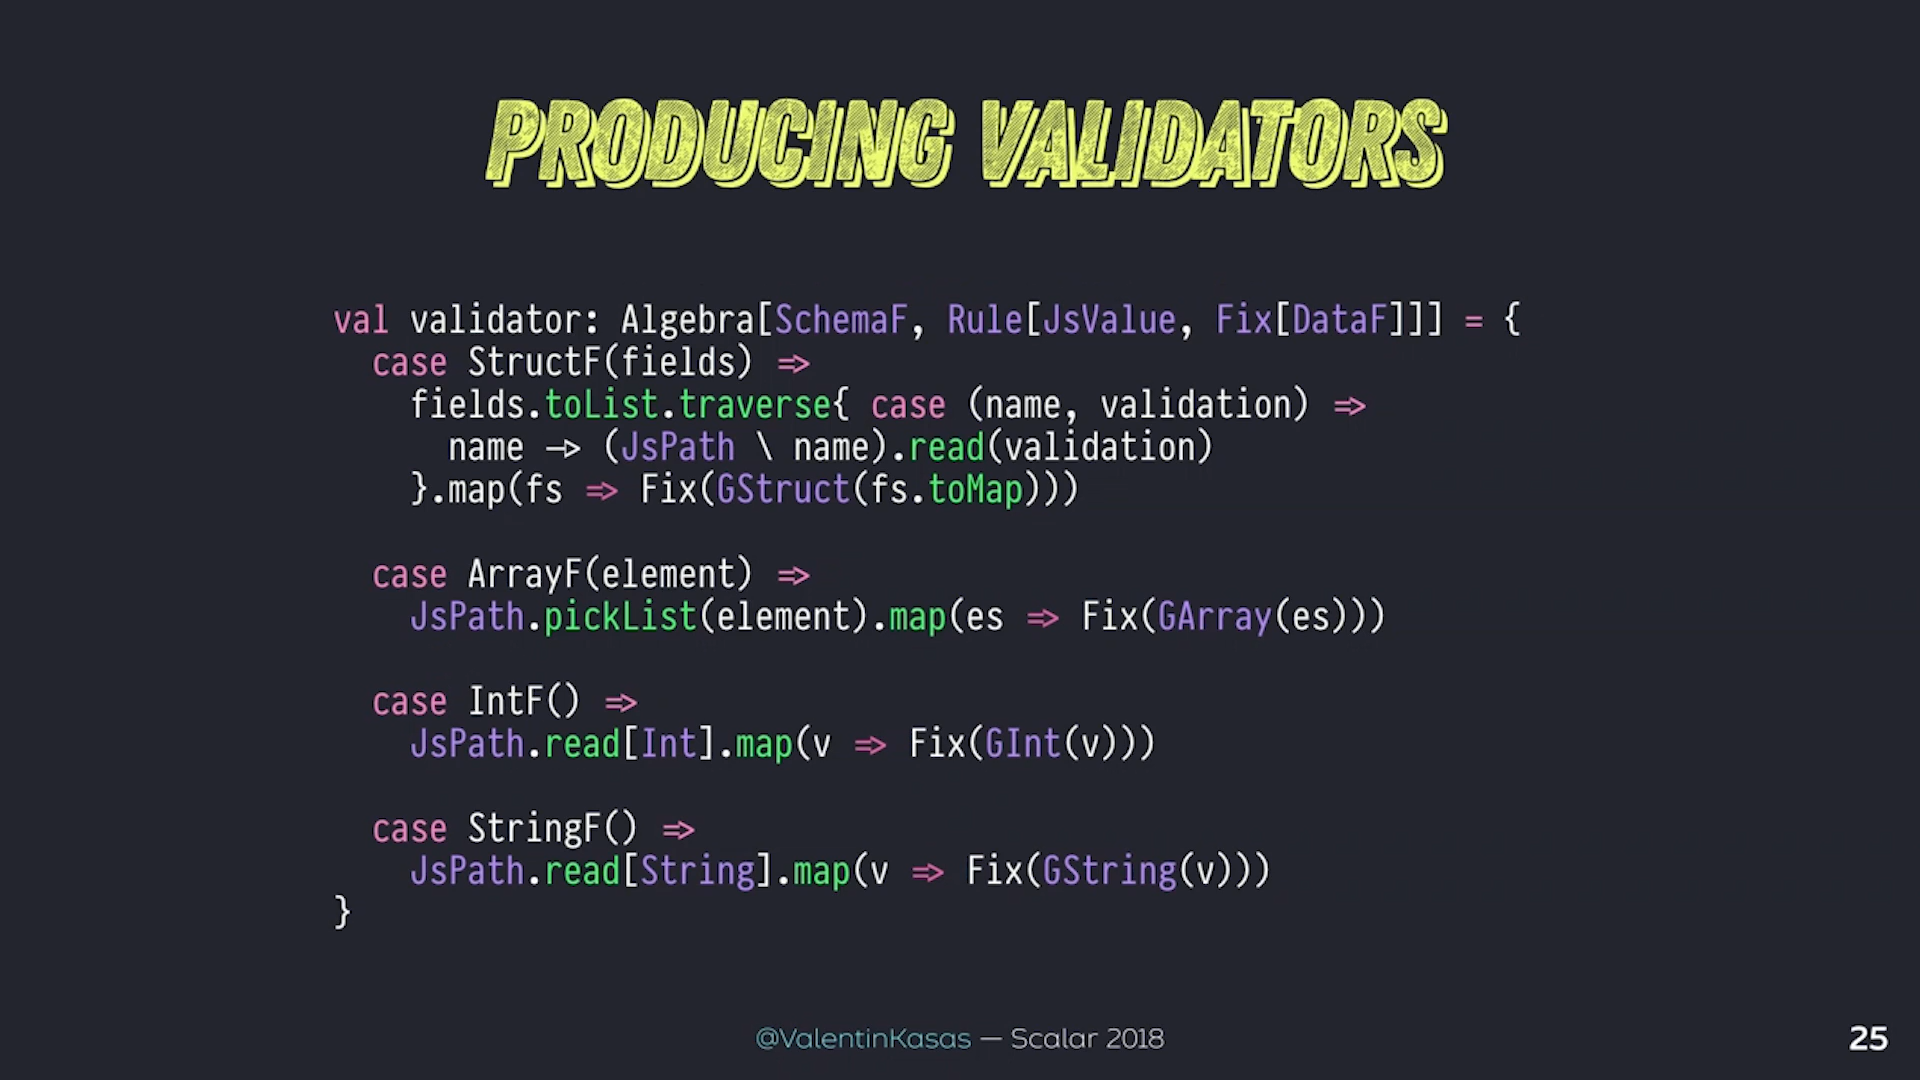 PRODUCING VALIDATORS
val validator: Algebra[SchemaF, Rule[JsValue, Fix[DataF]]] = {
  case StructF(fields) =>
    fields.toList.traverse{ case (name, validation) =>
      name -> (JsPath \ name).read(validation)
    }.map(fs => Fix(GStruct(fs.toMap)))

  case ArrayF(element) =>
    JsPath.pickList(element).map(es => Fix(GArray(es)))

  case IntF() =>
    JsPath.read[Int].map(v => Fix(GInt(v)))

  case StringF() =>
    JsPath.read[String].map(v => Fix(GString(v)))
}
@ValentinKasas — Scalar 2018
25